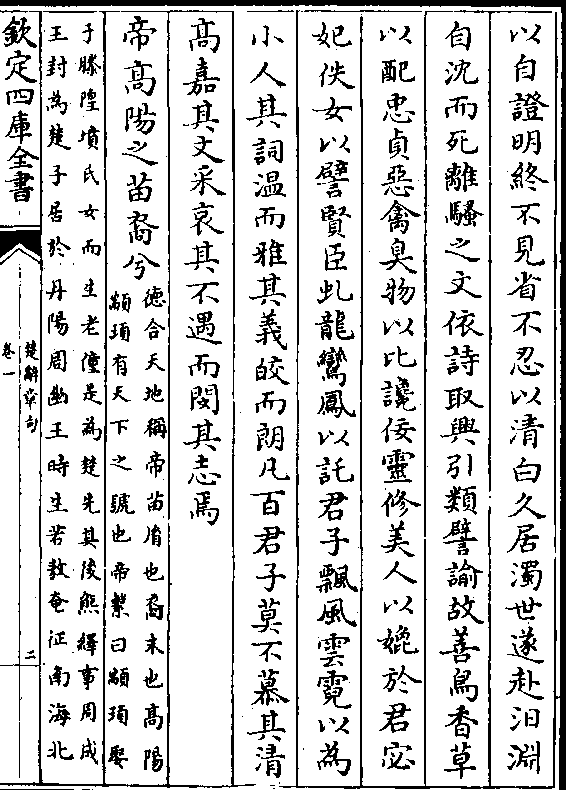 以自證明終不見省不忍以清白久居濁世遂赴汨淵
自沈而死離騷之文依詩取興引類譬諭故善鳥香草
以配忠貞惡禽臭物以比讒佞靈修美人以媲於君宓
妃佚女以譬賢臣虬龍鸞鳳以託君子飄風雲霓以為
小人其詞温而雅其義皎而朗凡百君子莫不慕其清
高嘉其文采哀其不遇而閔其志焉
帝髙陽之苗裔兮
德合天地稱帝苗㣧也裔末也髙陽
顓頊有天下之號也帝繫曰顓頊娶
于滕隍墳氏女而生老僮是為楚先其後熊繹事周成
王封為楚子居於丹陽周幽王時生若敖奄征南海北
欽定四庫全書
楚辭章句
卷一
二